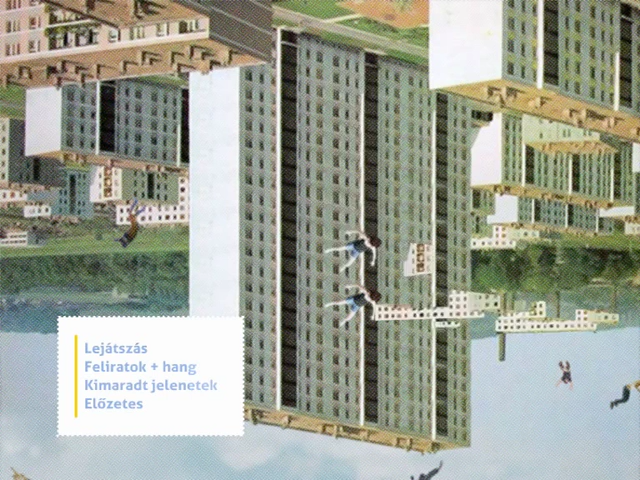 Lejátszás
Feliratok + hang
Kimaradt jelenetek
Előzetes